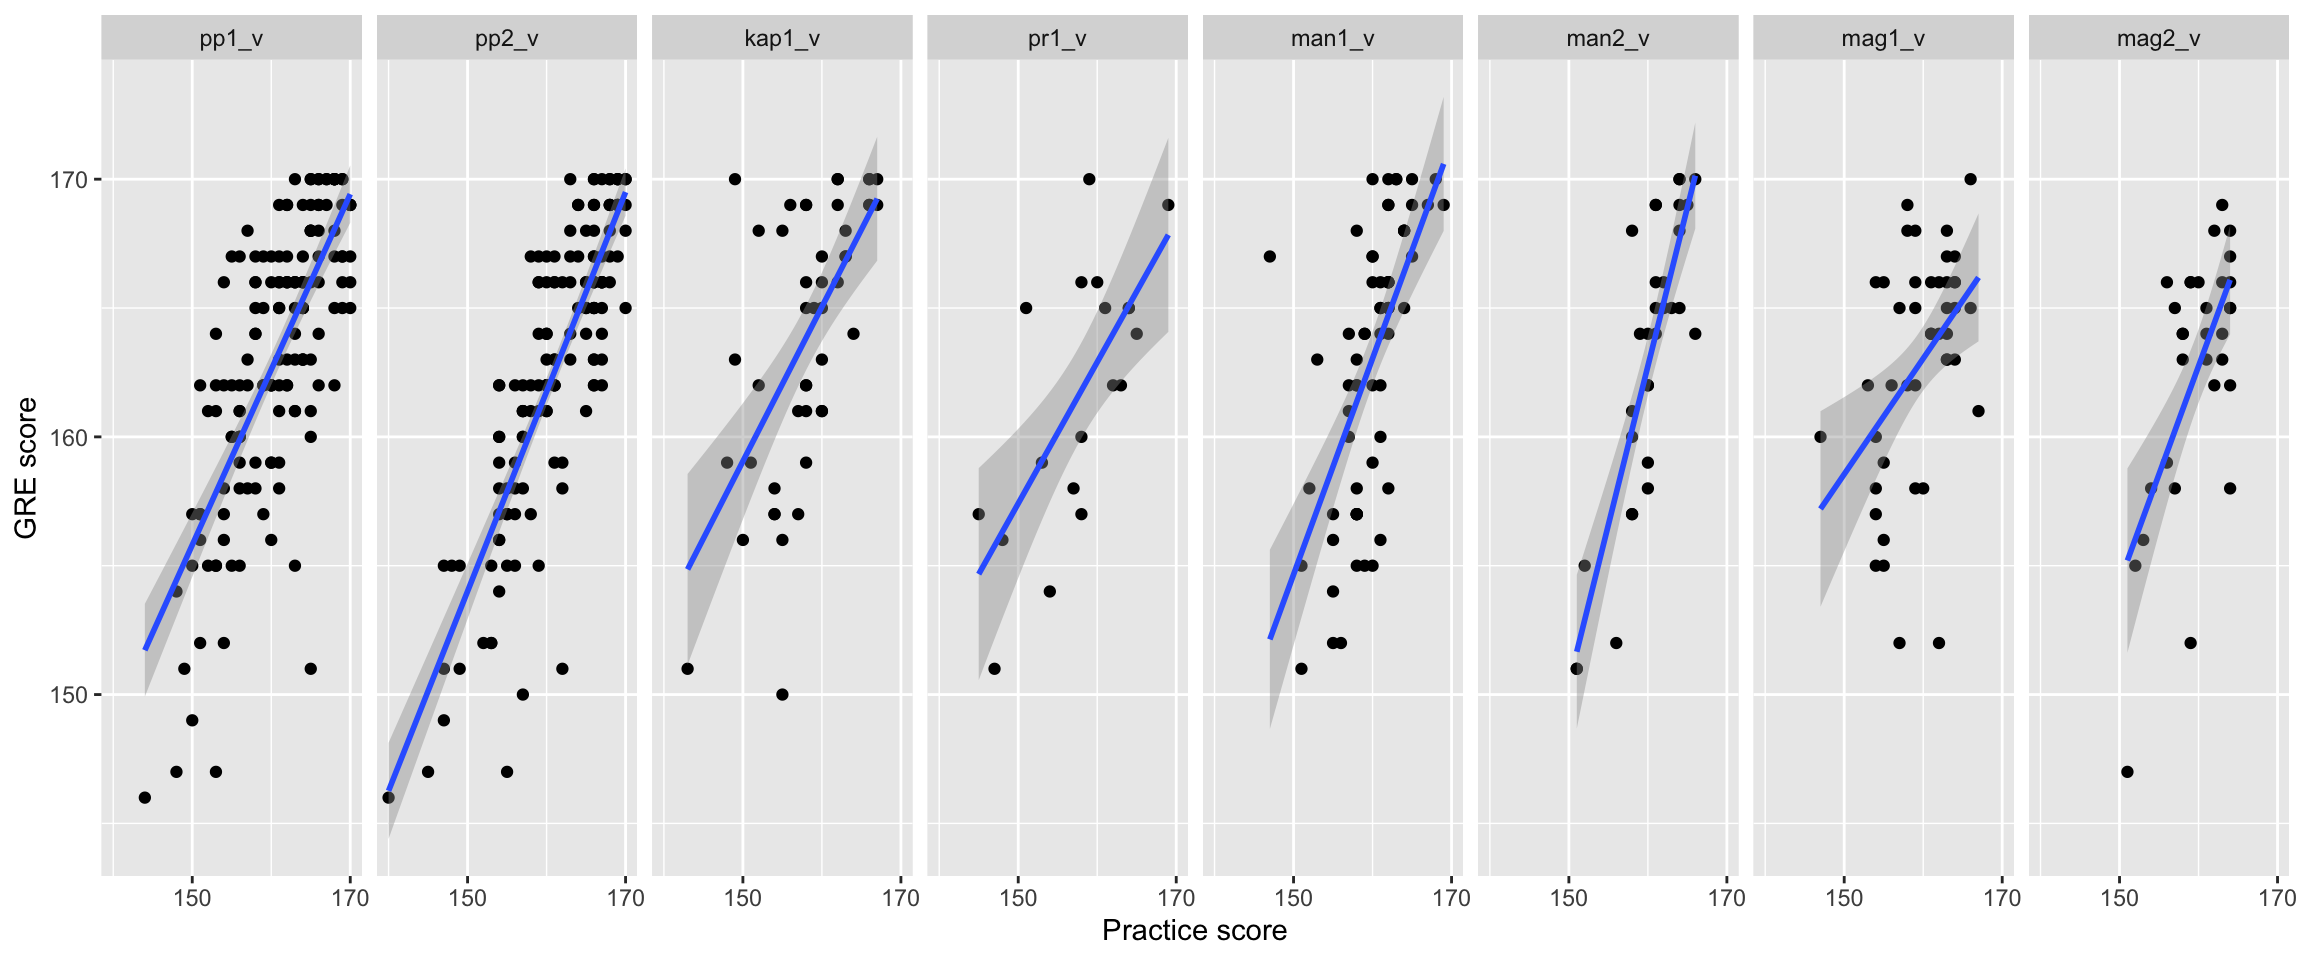 pp1_v pp2_v kap1_v pr1_v man1_v man2_v mag1_v mag2_v
170
160
150
GRE score
150 170 150 170 150 170 150 170 150 170 150 170 150 170 150 170
Practice score